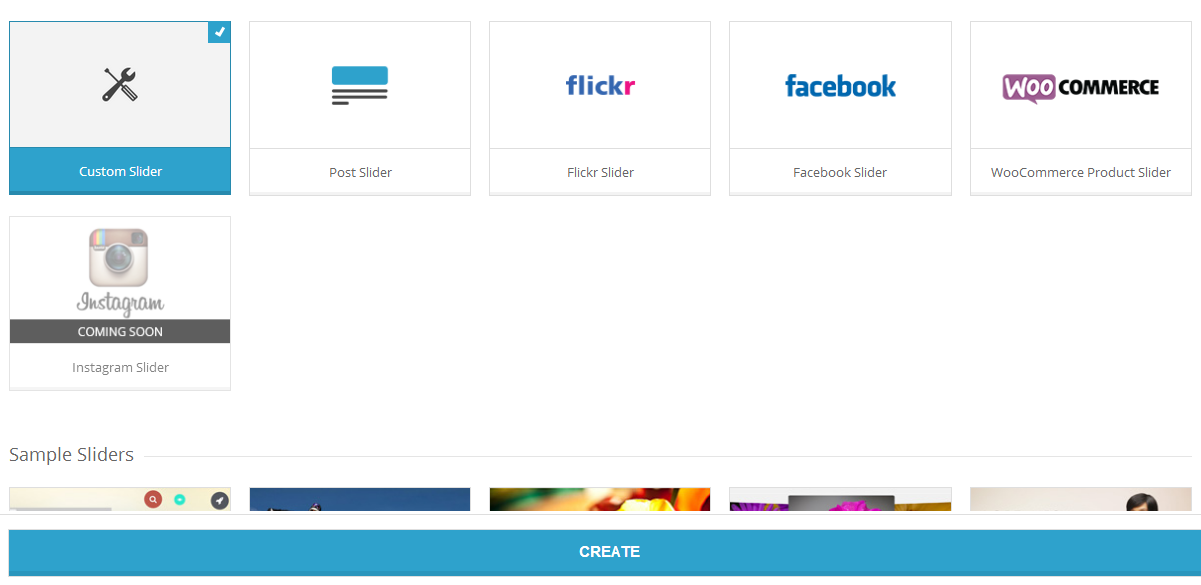 flickr
facebook
WOO COMMERCE
Custom Slider
Post Slider
Flickr Slider
Facebook Slider
WooCommerce Product Slider
Instagram
COMING SOON
Instagram Slider
Sample Sliders
CREATE